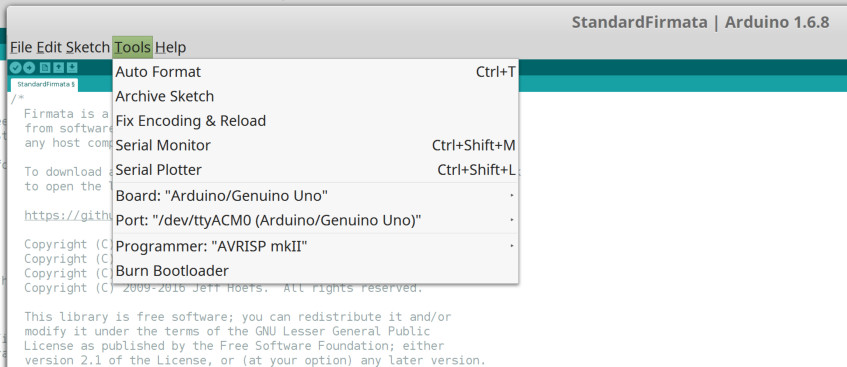 StandardFirmata | Arduino 1.6.8
File Edit Sketch Tools Help
StandardFirmata §
Auto Format Ctrl+T
Archive Sketch
Fix Encoding & Reload
Serial Monitor Ctrl+Shift+M
Serial Plotter Ctrl+Shift+L
Board: "Arduino/Genuino Uno"
Port: "/dev/ttyACM0 (Arduino/Genuino Uno)"
Programmer: "AVRISP mkII"
Burn Bootloader
/*
Firmata is a
from software
any host comp
To download a
to open the l
https://githu
Copyright (C)
Copyright (C)
Copyright (C)
Copyright (C) 2009-2016 Jeff Hoefs.  All rights reserved.
This library is free software; you can redistribute it and/or
modify it under the terms of the GNU Lesser General Public
License as published by the Free Software Foundation; either
version 2.1 of the License, or (at your option) any later version.